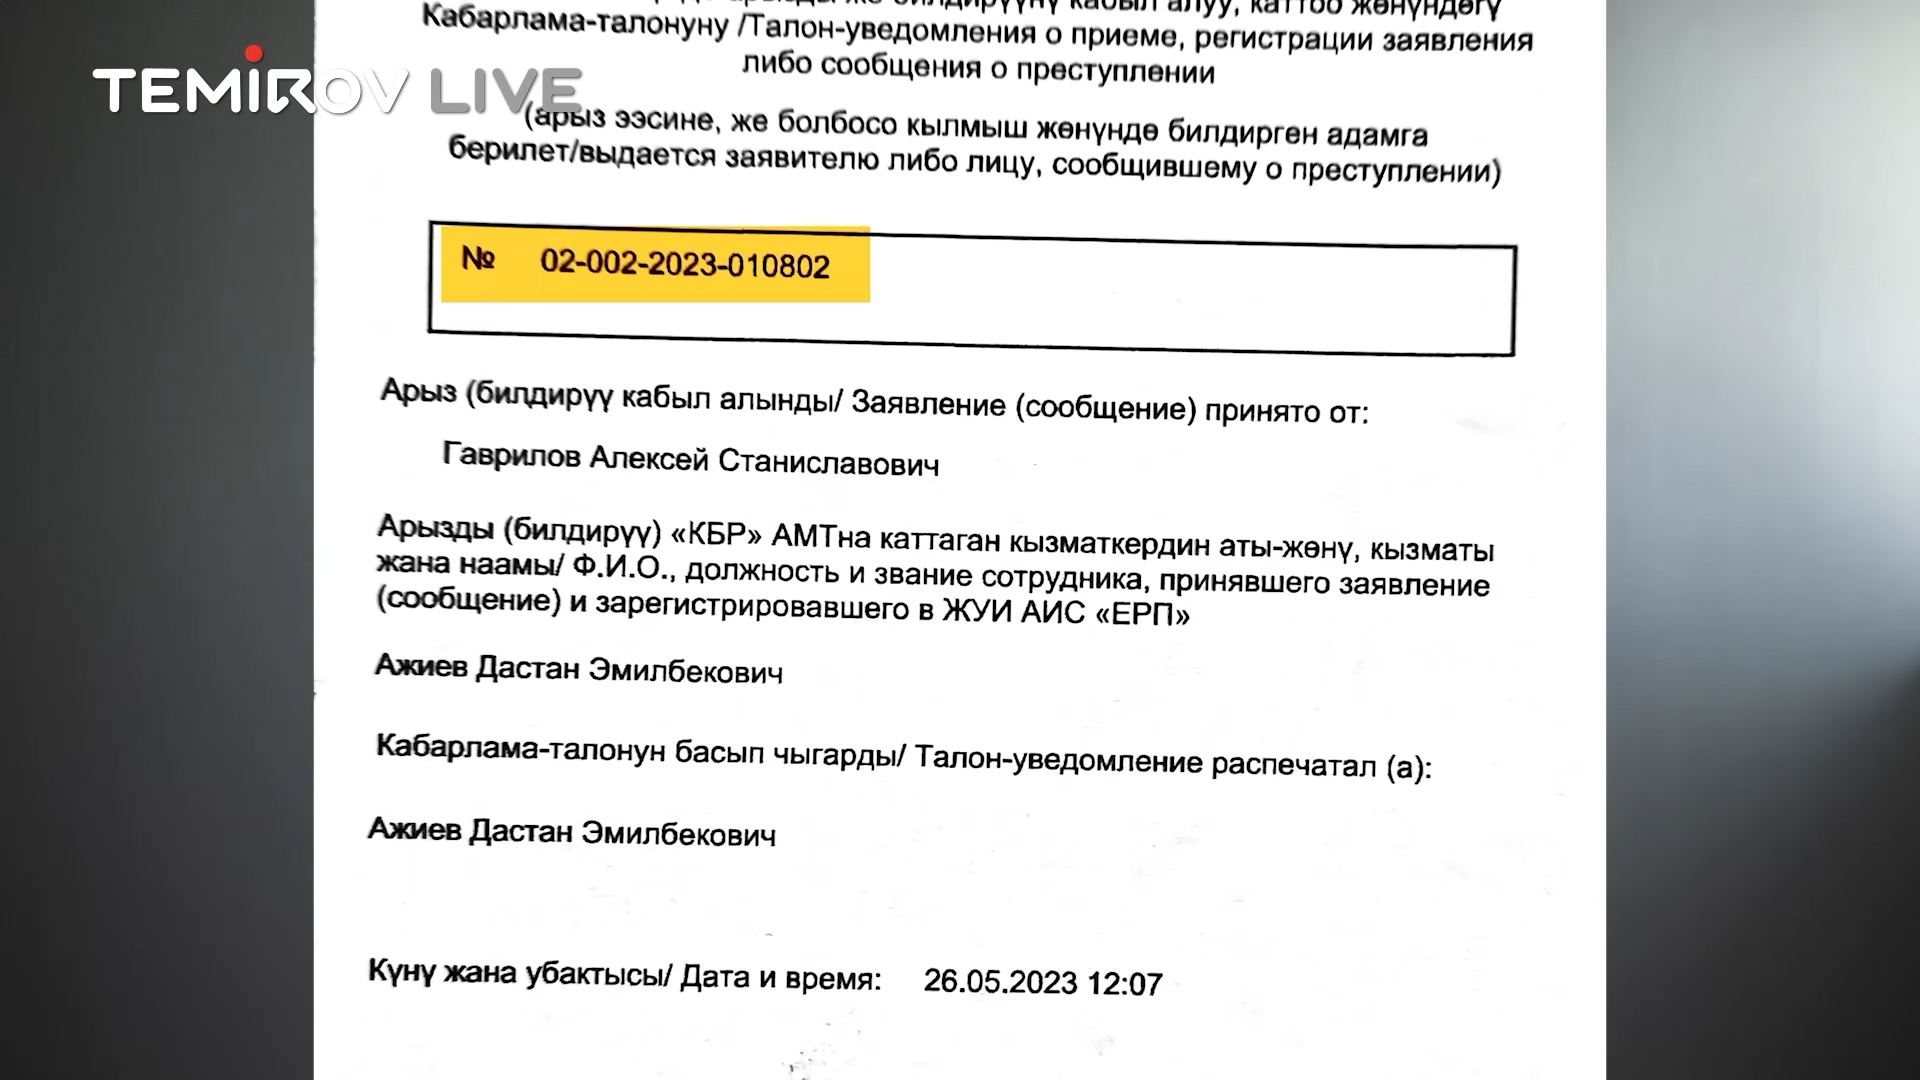 кабыл алуу, каттоо жөнүндөгү
Кабарлама-талонуну /Талон-уведомления о приеме, регистрации заявления
либо сообщения о преступлении
TEMIROV LIVE
(арыз ээсине, же болбосо кылмыш жөнүндө билдирген адамга
берилет/выдается заявителю либо лицу, сообщившему о преступлении)
№ 02-002-2023-010802
Арыз (билдирүү кабыл алынды/ Заявление (сообщение) принято от:
Гаврилов Алексей Станиславович
Арызды (билдирүү) «КБР» АМТна каттаган кызматкердин аты-жөнү, кызматы
жана наамы/ Ф.И.О., должность и звание сотрудника, принявшего заявление
(сообщение) и зарегистрировавшего в ЖУИ АИС «ЕРП»
Ажиев Дастан Эмилбекович
Кабарлама-талонун басып чыгарды/ Талон-уведомление распечатал (а):
Ажиев Дастан Эмилбекович
Күнү жана убактысы/ Дата и время: 26.05.2023 12:07